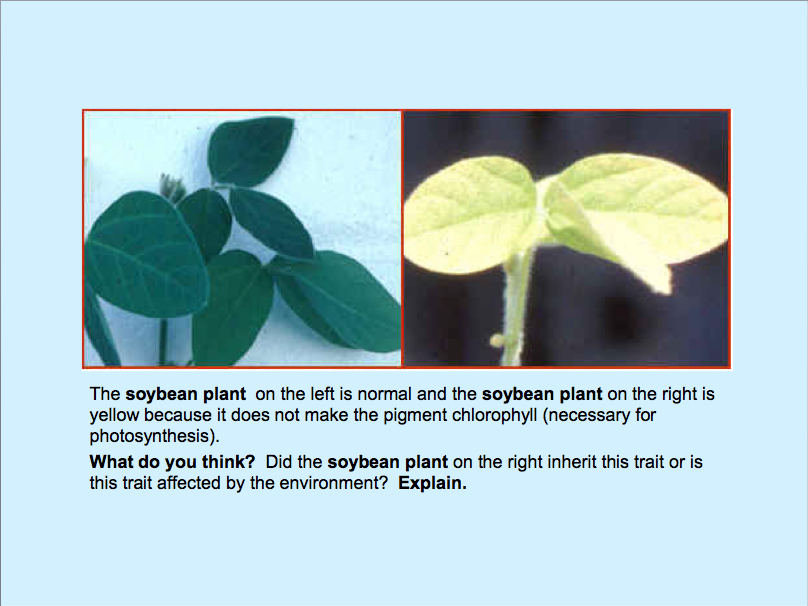 The soybean plant  on the left is normal and the soybean plant on the right is
yellow because it does not make the pigment chlorophyll (necessary for
photosynthesis).
What do you think?  Did the soybean plant on the right inherit this trait or is
this trait affected by the environment?  Explain.